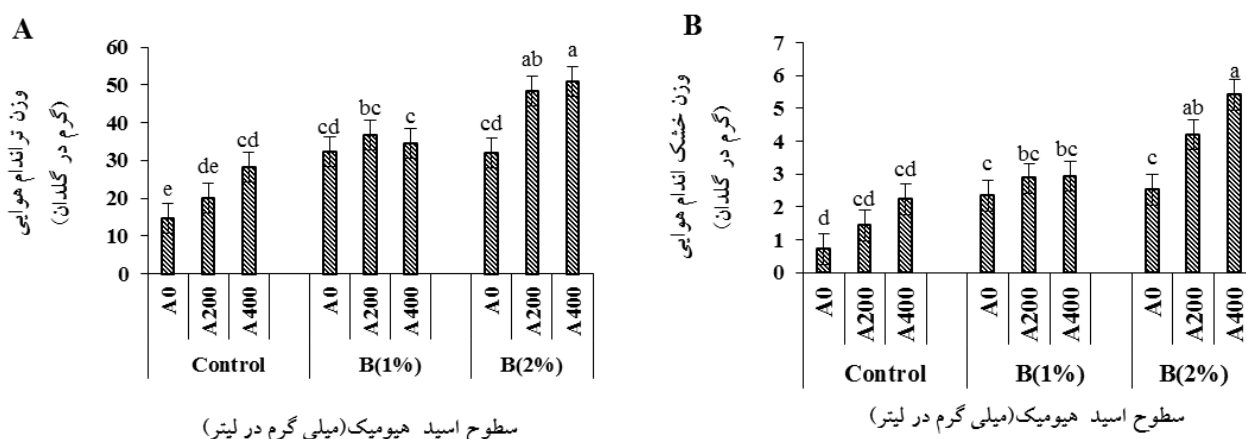 A
وزن تر اندام هوایی
(گرم در گلدان)
60
50
40
30
20
10
0
e
de
cd
cd
bc
c
cd
ab
a
A0
A200
A400
A0
A200
A400
A0
A200
A400
Control
B(1%)
B(2%)
سطوح اسید هیومیک(میلی گرم در لیتر)
B
وزن خشک اندام هوایی
(گرم در گلدان)
7
6
5
4
3
2
1
0
d
cd
cd
c
bc
bc
c
ab
a
A0
A200
A400
A0
A200
A400
A0
A200
A400
Control
B(1%)
B(2%)
سطوح اسید هیومیک(میلی گرم در لیتر)